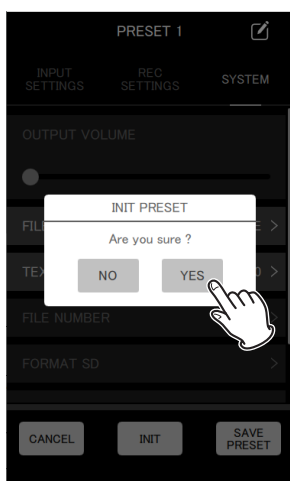 PRESET 1
INPUT
SETTINGS
REC
SETTINGS
SYSTEM
OUTPUT VOLUME
INIT PRESET
Are you sure ?
NO
YES
FILE NUMBER
FORMAT SD
CANCEL
INIT
SAVE
PRESET